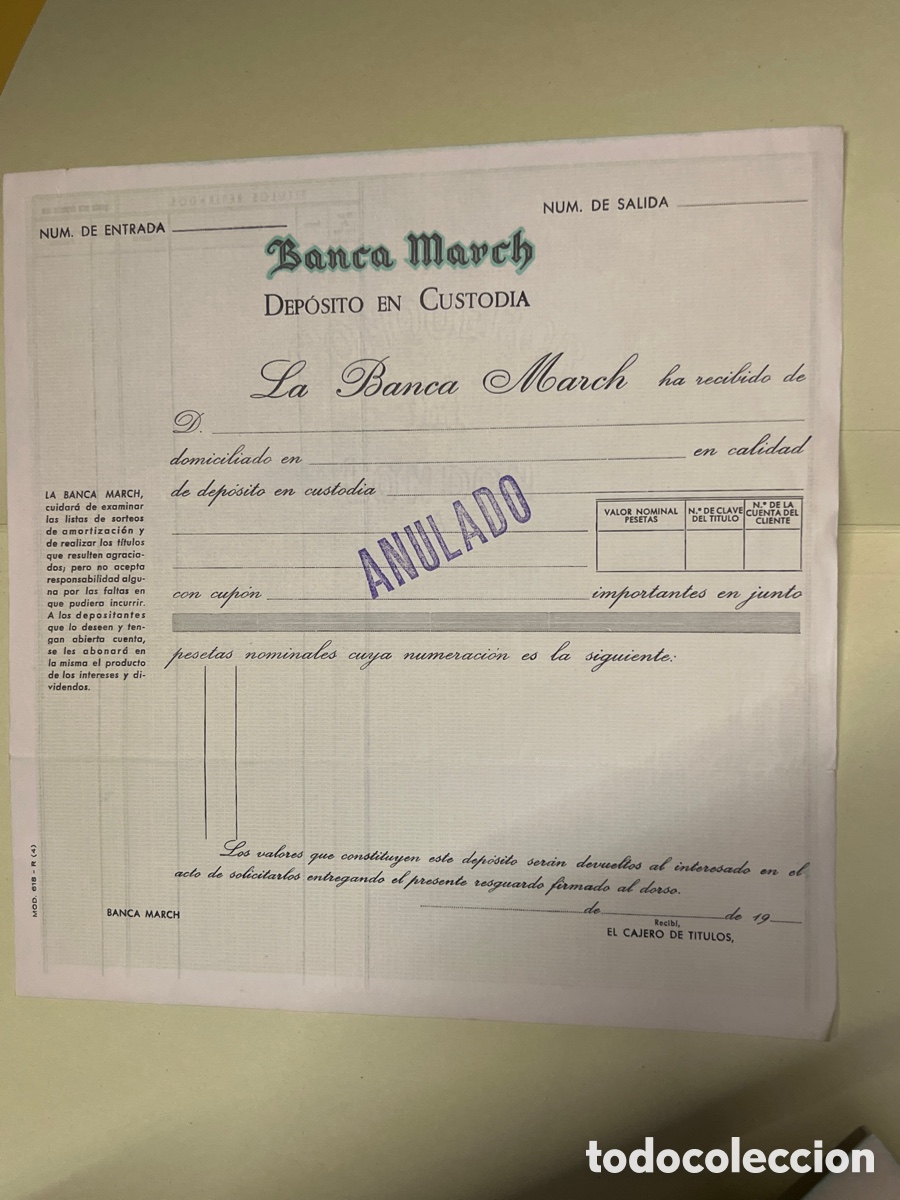 NUM. DE ENTRADA
NUM. DE SALIDA
Banca March
DEPÓSITO EN CUSTODIA
La Banca March ha recibido de
D.
domiciliado en en calidad
de depósito en custodia
ANULADO
VALOR NOMINAL
PESETAS
N.º DE CLAVE
DEL TITULO
N.º DE LA
CUENTA DEL
CLIENTE
con cupón importantes en junto
pesetas nominales cuya numeración es la siguiente:
LA BANCA MARCH,
cuidará de examinar
las listas de sorteos
de amortización y
de realizar los títulos
que resulten agracia-
dos; pero no acepta
responsabilidad algu-
na por las faltas en
que pudiera incurrir.
A los depositantes
que lo deseen y ten-
gan abierta cuenta,
se les abonará en
la misma el producto
de los intereses y di-
videndos.
Los valores que constituyen este depósito serán devueltos al interesado en el
acto de solicitarlos entregando el presente resguardo firmado al dorso.
de de 19
Recibí,
EL CAJERO DE TITULOS,
BANCA MARCH
MOD. 618 - R (4)
todocoleccion